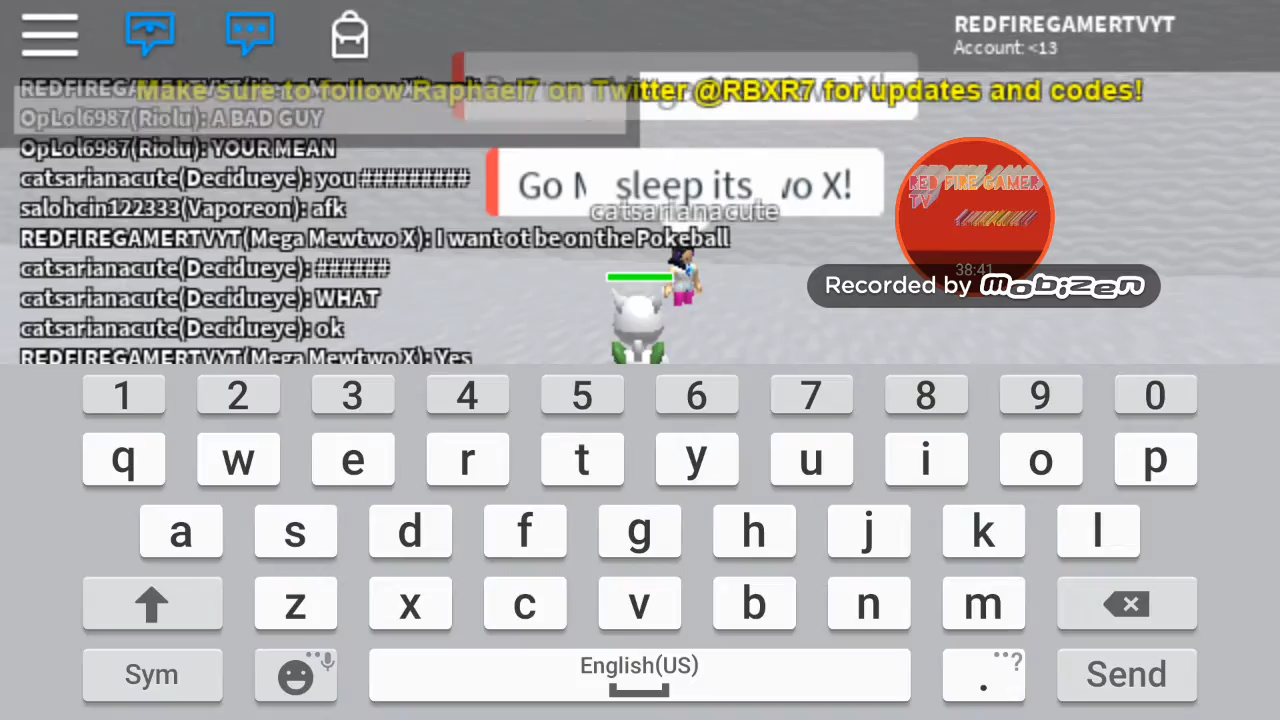 REDFIREGAMERTVYT
Account: <13
Make sure to follow Raphael7 on Twitter @RBXR7 for updates and codes!
OpLol6987(Riolu): A BAD GUY
OpLol6987(Riolu): YOUR MEAN
catsarianacute(Decidueye): you #########
salohcin122333(Vaporeon): afk
REDFIREGAMERTVYT(Mega Mewtwo X): I want ot be on the Pokeball
catsarianacute(Decidueye): ######
catsarianacute(Decidueye): WHAT
catsarianacute(Decidueye): ok
REDFIREGAMERTVYT(Mega Mewtwo X): Yes
Go sleep its X!
catsarianacute
RED FIRE GAMER
TV
38:41
Recorded by mobizen
1 2 3 4 5 6 7 8 9 0
q w e r t y u i o p
a s d f g h j k l
z x c v b n m
Sym English(US) . ? Send